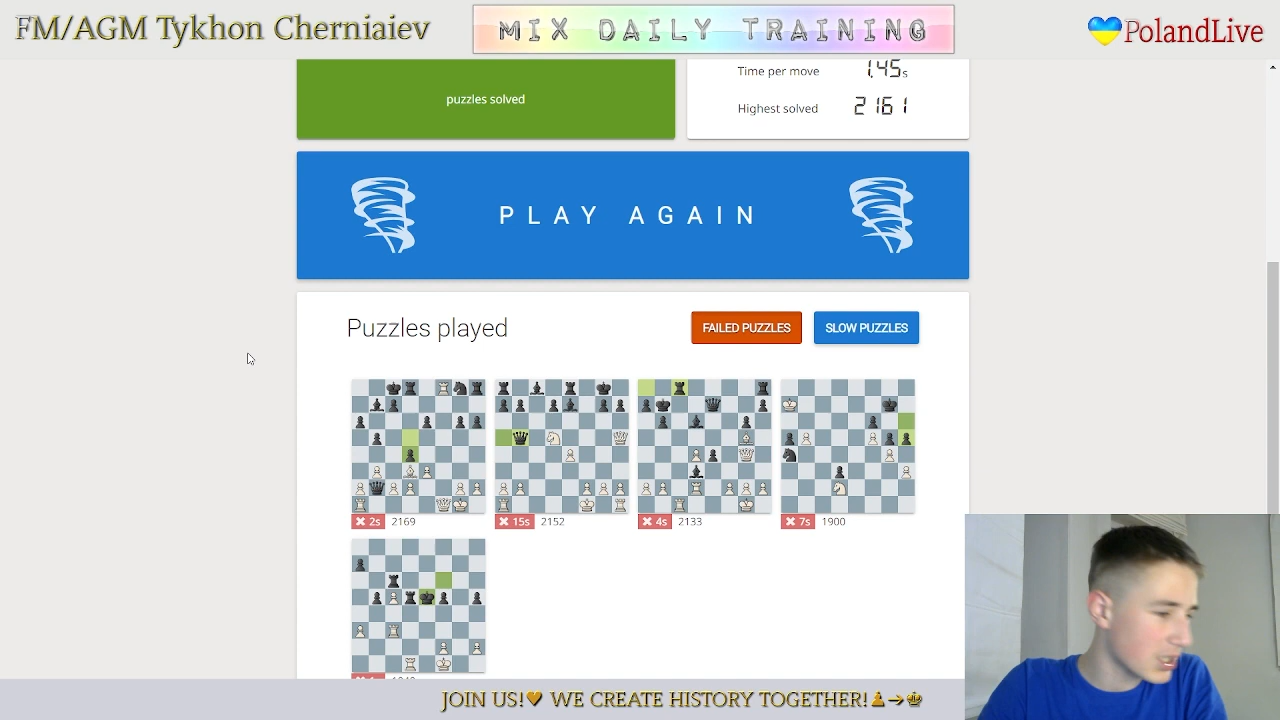 FM/AGM Tykhon Cherniaiev
MIX DAILY TRAINING
PolandLive
Time per move 1.45s
puzzles solved
Highest solved 2161
PLAY AGAIN
Puzzles played
FAILED PUZZLES
SLOW PUZZLES
✖ 2s 2169
✖ 15s 2152
✖ 4s 2133
✖ 7s 1900
JOIN US! WE CREATE HISTORY TOGETHER!